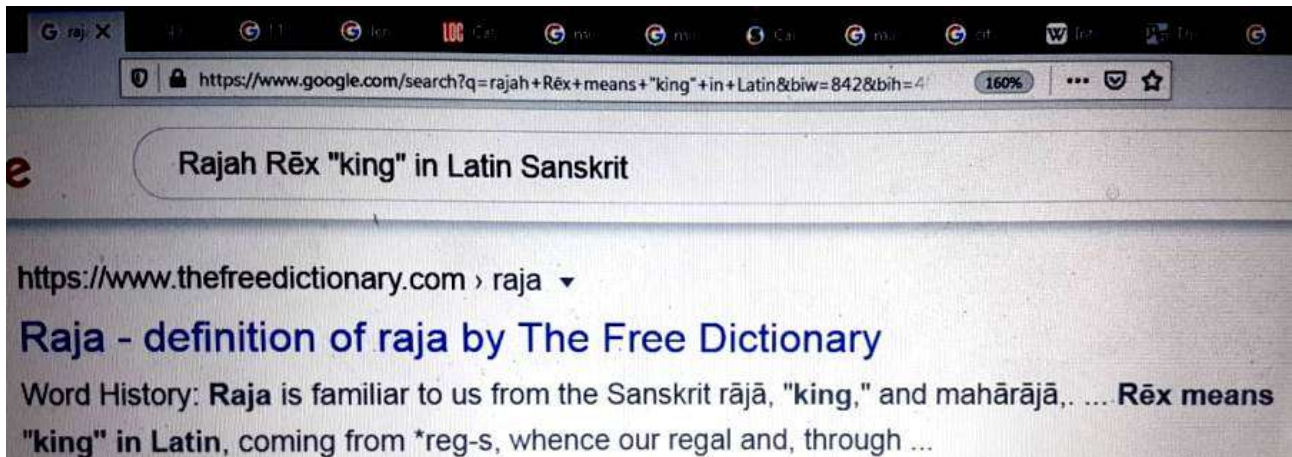 raj
LOC
W
https://www.google.com/search?q=rajah+Rēx+means+"king"+in+Latin&biw=842&bih=4 160%
Rajah Rēx "king" in Latin Sanskrit
https://www.thefreedictionary.com › raja
Raja - definition of raja by The Free Dictionary
Word History: Raja is familiar to us from the Sanskrit rājā, "king," and mahārājā,. ... Rēx means
"king" in Latin, coming from *reg-s, whence our regal and, through ...